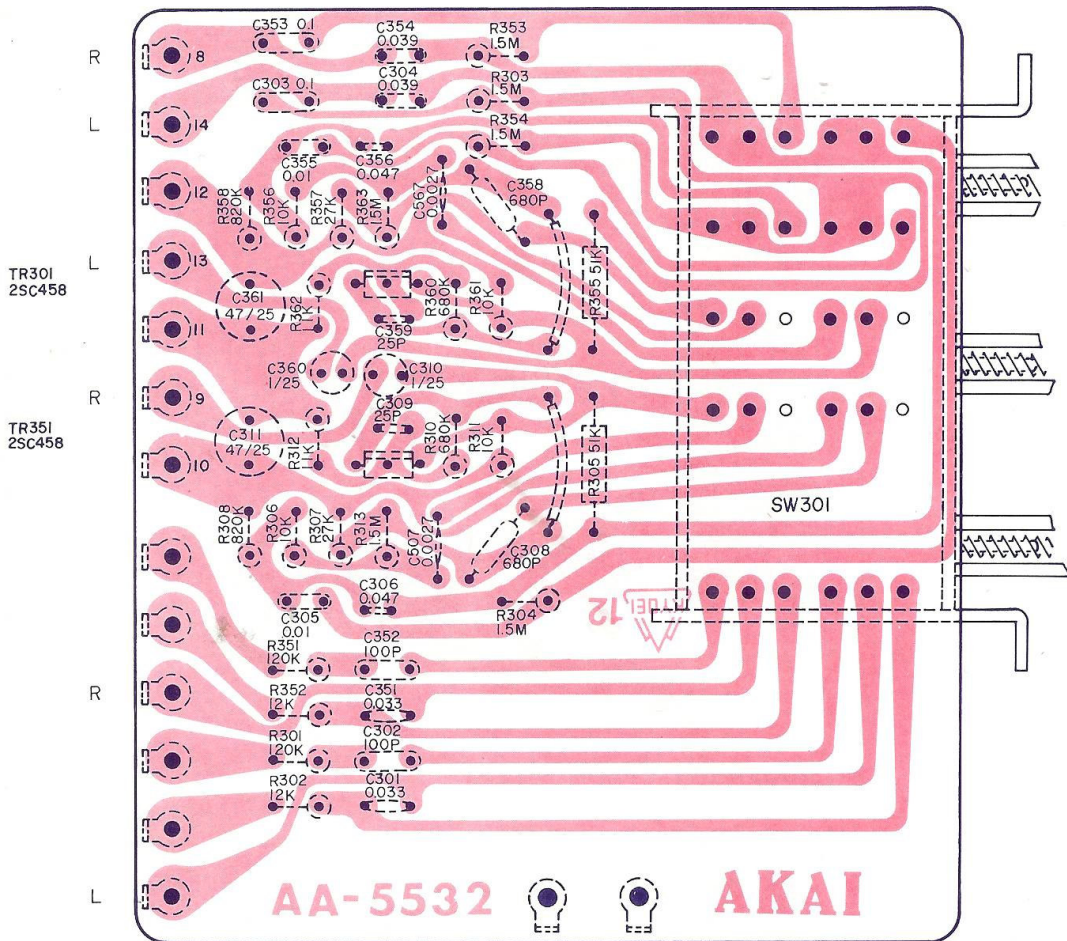 C353 0.1
C354
0.039
R353
1.5M
R
8
C303 0.1
C304
0.039
R303
1.5M
L
14
R354
1.5M
C355
0.01
C356
0.047
12
R358
820K
R356
10K
R357
27K
R363
1.5M
C567
0.0027
C358
680P
L
13
TR301
2SC458
C361
47/25
R362
11K
R360
680K
R361
10K
R355 51K
11
C359
25P
C360
1/25
C310
1/25
R
9
C309
25P
TR351
2SC458
C311
47/25
R312
11K
R310
680K
R311
10K
R305 51K
10
SW301
R308
820K
R306
10K
R307
27K
R313
1.5M
C507
0.0027
C308
680P
C306
0.047
C305
0.01
R304
1.5M
12
R351
120K
C352
100P
R
R352
12K
C351
0.033
R301
120K
C302
100P
R302
12K
C301
0.033
L
AA-5532
AKAI